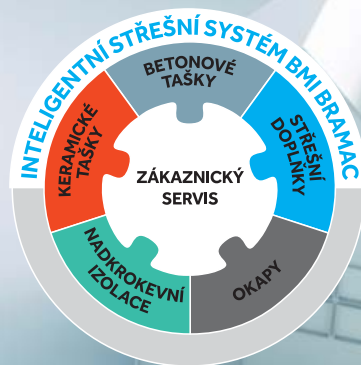 INTELIGENTNÍ STŘEŠNÍ SYSTÉM BMI BRAMAC
BETONOVÉ
TAŠKY
STŘEŠNÍ
DOPLŇKY
KERAMICKÉ
TAŠKY
ZÁKAZNICKÝ
SERVIS
NADKROKEVNÍ
IZOLACE
OKAPY